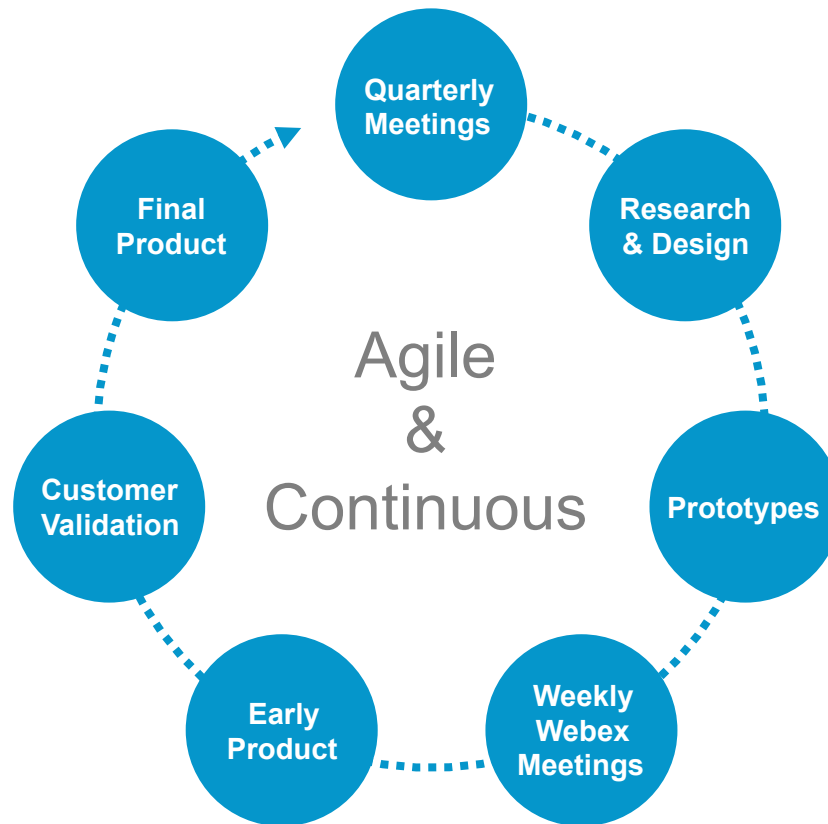 Quarterly
Meetings
Research
& Design
Prototypes
Weekly
Webex
Meetings
Early
Product
Customer
Validation
Final
Product
Agile
&
Continuous